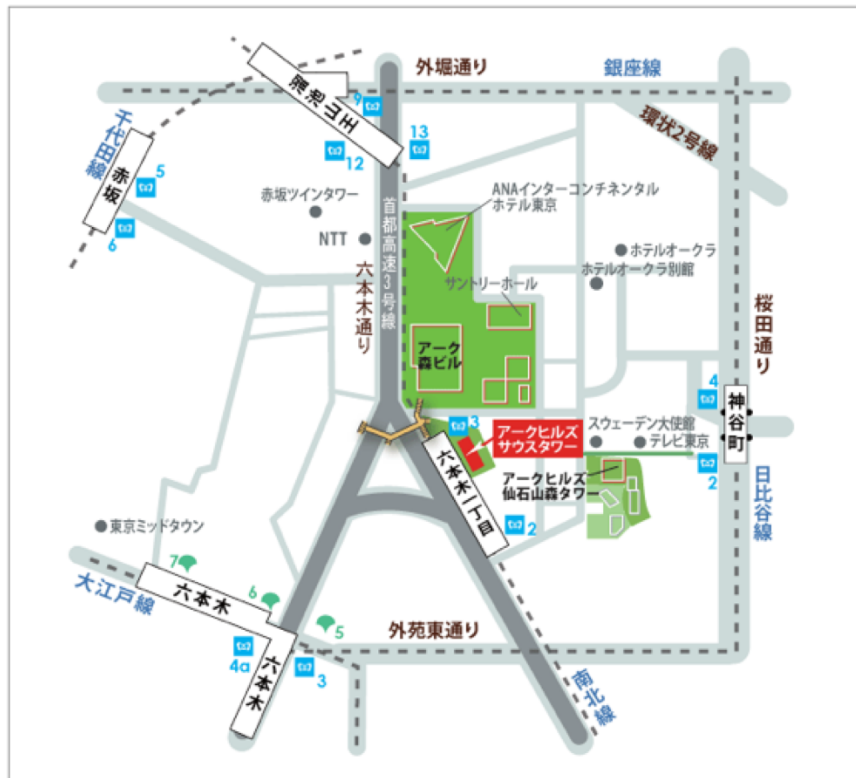 外堀通り
銀座線
溜池山王
9
13
12
環状2号線
千代田線
赤坂
5
6
赤坂ツインタワー
NTT
首都高速3号線
六本木通り
ANAインターコンチネンタル
ホテル東京
サントリーホール
ホテルオークラ
ホテルオークラ別館
桜田通り
アーク
森ビル
4
神谷町
3
アークヒルズ
サウスタワー
スウェーデン大使館
テレビ東京
2
六本木一丁目
アークヒルズ
仙石山森タワー
日比谷線
2
東京ミッドタウン
大江戸線
7
六本木
6
5
外苑東通り
4a
六本木
3
南北線